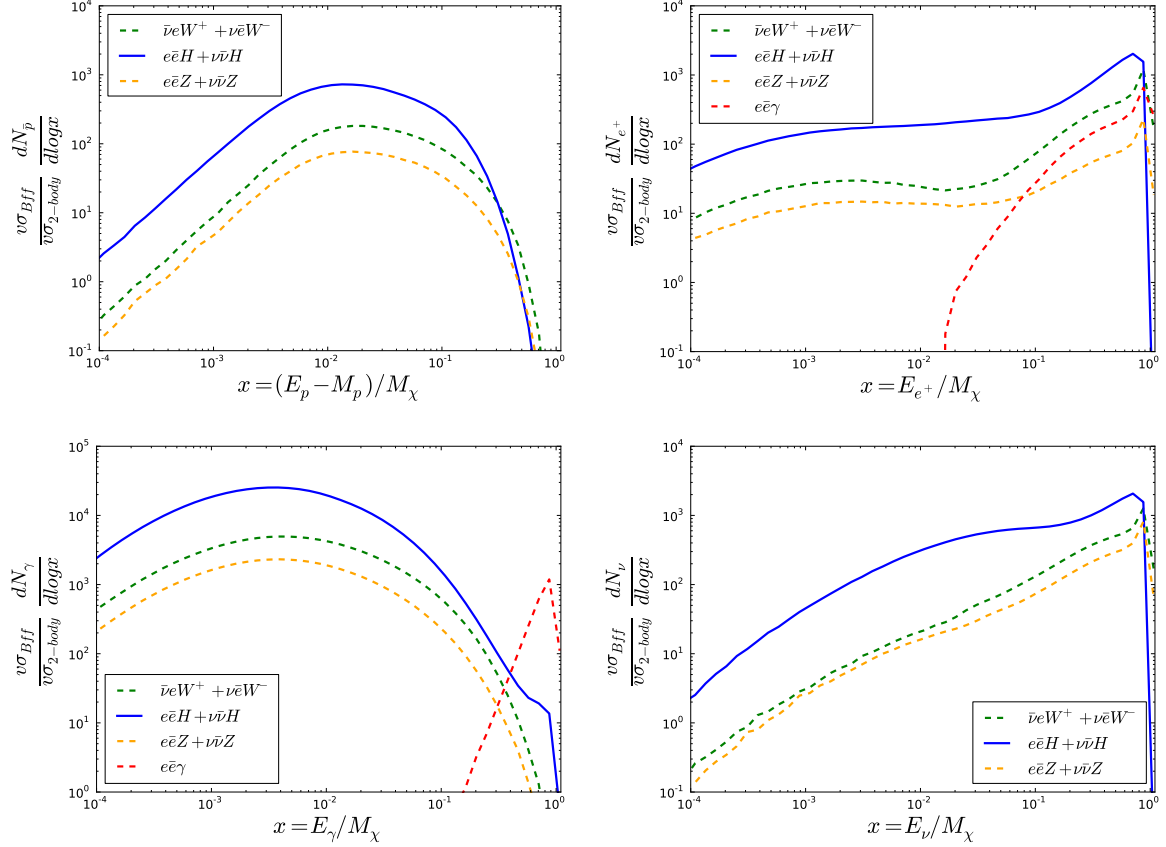 10^3
10^2
10^1
10^0
10^-1
10^-4
10^-3
10^-2
10^-1
10^0
ν̄eW⁺ + νēW⁻
eēH + νν̄H
eēZ + νν̄Z
vσ_Bff / vσ_2−body dN_p̄ / dlogx
x = (E_p − M_p)/M_χ
10^4
10^3
10^2
10^1
10^0
10^-1
10^-4
10^-3
10^-2
10^-1
10^0
ν̄eW⁺ + νēW⁻
eēH + νν̄H
eēZ + νν̄Z
eēγ
vσ_Bff / vσ_2−body dN_e⁺ / dlogx
x = E_e⁺/M_χ
10^5
10^4
10^3
10^2
10^1
10^0
10^-4
10^-3
10^-2
10^-1
10^0
ν̄eW⁺ + νēW⁻
eēH + νν̄H
eēZ + νν̄Z
eēγ
vσ_Bff / vσ_2−body dN_γ / dlogx
x = E_γ/M_χ
10^4
10^3
10^2
10^1
10^0
10^-1
10^-4
10^-3
10^-2
10^-1
10^0
ν̄eW⁺ + νēW⁻
eēH + νν̄H
eēZ + νν̄Z
vσ_Bff / vσ_2−body dN_ν / dlogx
x = E_ν/M_χ